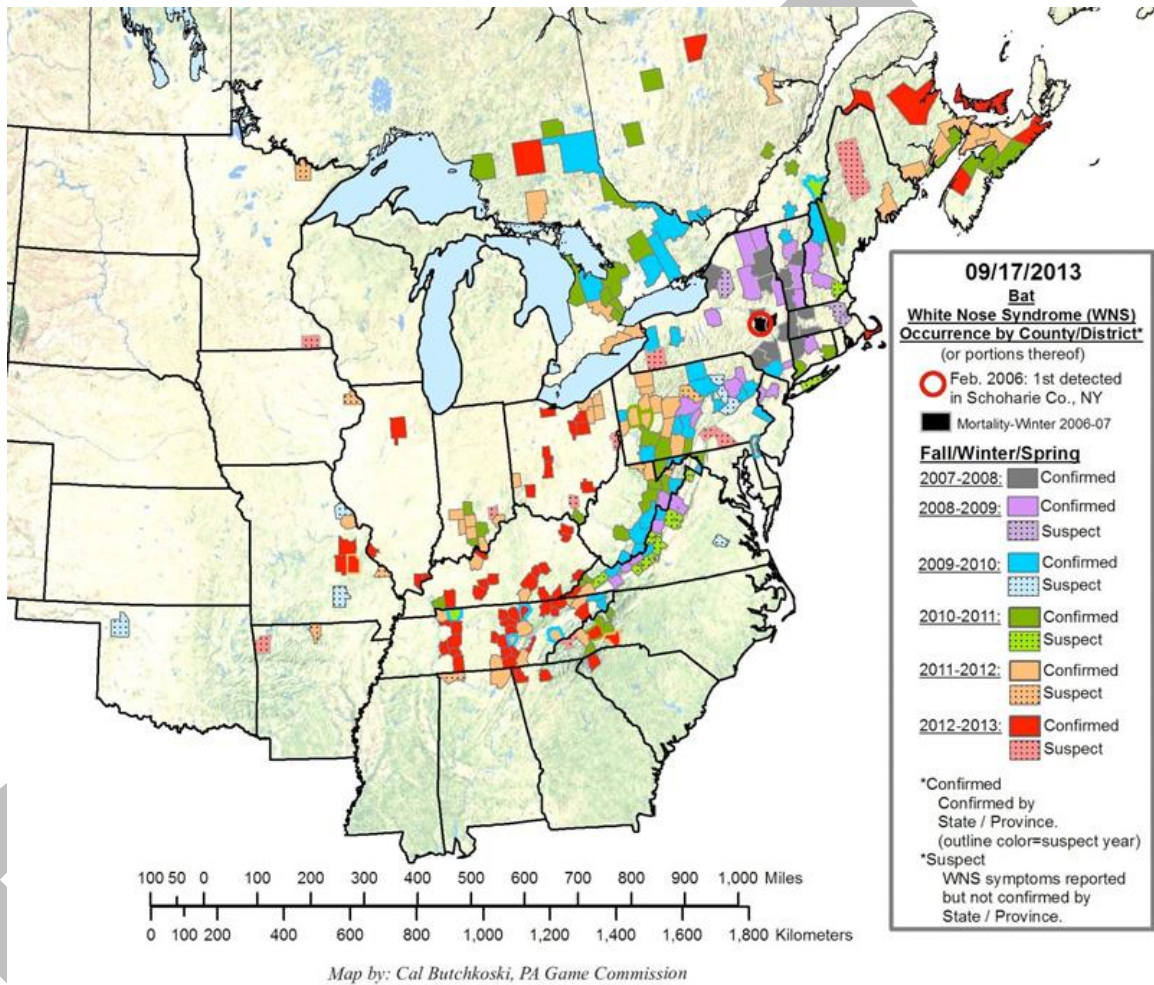 09/17/2013
Bat
White Nose Syndrome (WNS)
Occurrence by County/District*
(or portions thereof)
Feb. 2006: 1st detected
in Schoharie Co., NY
Mortality-Winter 2006-07
Fall/Winter/Spring
2007-2008: Confirmed
2008-2009: Confirmed
Suspect
2009-2010: Confirmed
Suspect
2010-2011: Confirmed
Suspect
2011-2012: Confirmed
Suspect
2012-2013: Confirmed
Suspect
*Confirmed
Confirmed by
State / Province.
(outline color=suspect year)
*Suspect
WNS symptoms reported
but not confirmed by
State / Province.
100 50 0 100 200 300 400 500 600 700 800 900 1,000 Miles
0 100 200 400 600 800 1,000 1,200 1,400 1,600 1,800 Kilometers
Map by: Cal Butchkoski, PA Game Commission